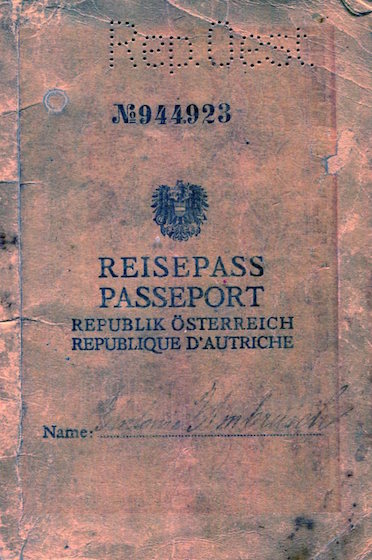 Rep.Oest
№944923
REISEPASS
PASSEPORT
REPUBLIK ÖSTERREICH
REPUBLIQUE D'AUTRICHE
Name: